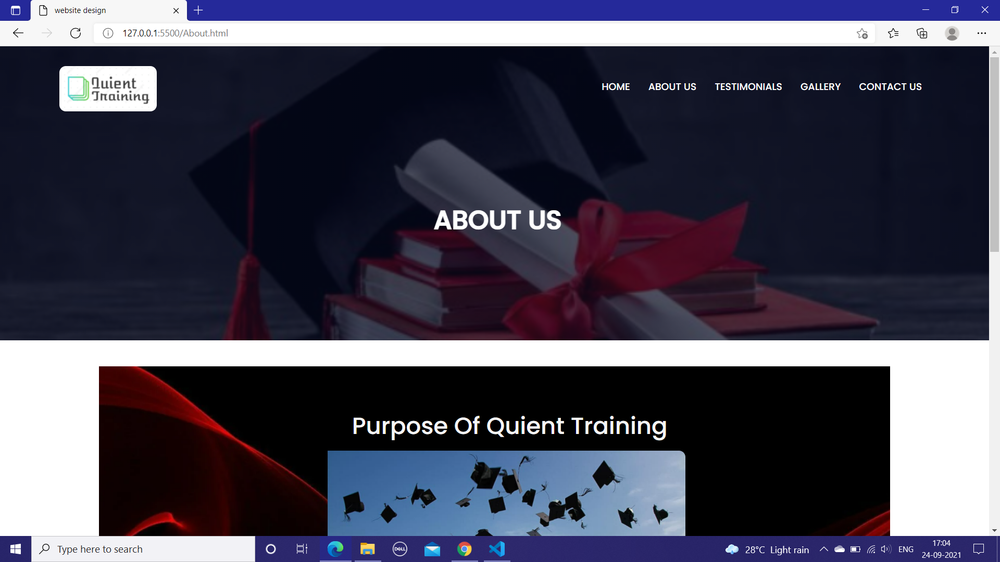 website design
127.0.0.1:5500/About.html
Quient
Training
HOME ABOUT US TESTIMONIALS GALLERY CONTACT US
ABOUT US
Purpose Of Quient Training
Type here to search
DELL
28°C Light rain
ENG
17:04
24-09-2021